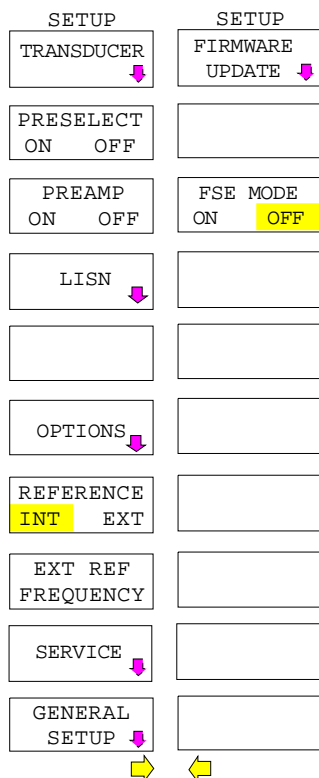 SETUP
TRANSDUCER
PRESELECT
ON OFF
PREAMP
ON OFF
LISN
OPTIONS
REFERENCE
INT EXT
EXT REF
FREQUENCY
SERVICE
GENERAL
SETUP
SETUP
FIRMWARE
UPDATE
FSE MODE
ON OFF